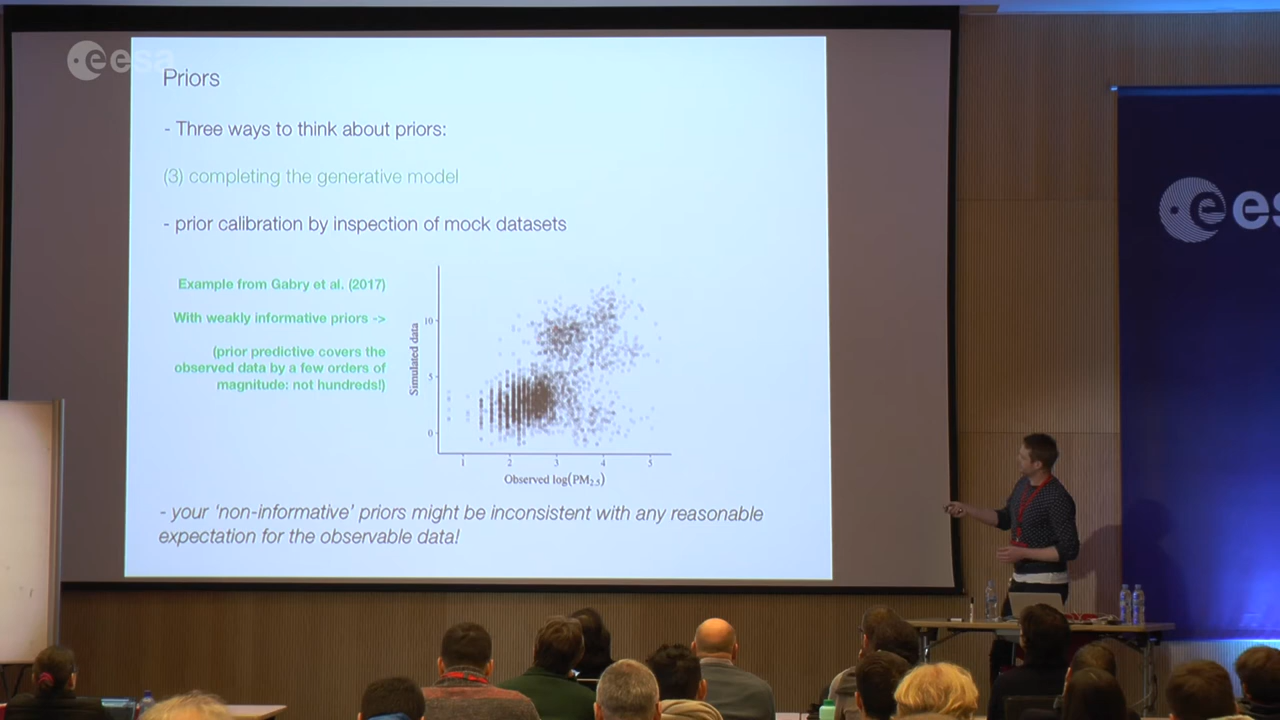 eesa
Priors
- Three ways to think about priors:
(3) completing the generative model
- prior calibration by inspection of mock datasets
Example from Gabry et al. (2017)
With weakly informative priors ->
(prior predictive covers the
observed data by a few orders of
magnitude: not hundreds!)
Simulated data
10
5
0
1 2 3 4 5
Observed log(PM2.5)
- your 'non-informative' priors might be inconsistent with any reasonable
expectation for the observable data!
ees